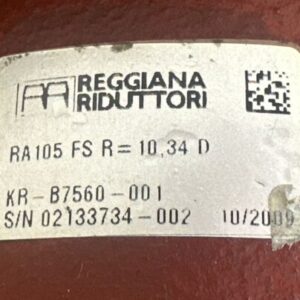 REGGIANA
RIDUTTORI
RA105 FS R= 10,34 D
KR-B7560-001
S/N 02133734-002 10/2009